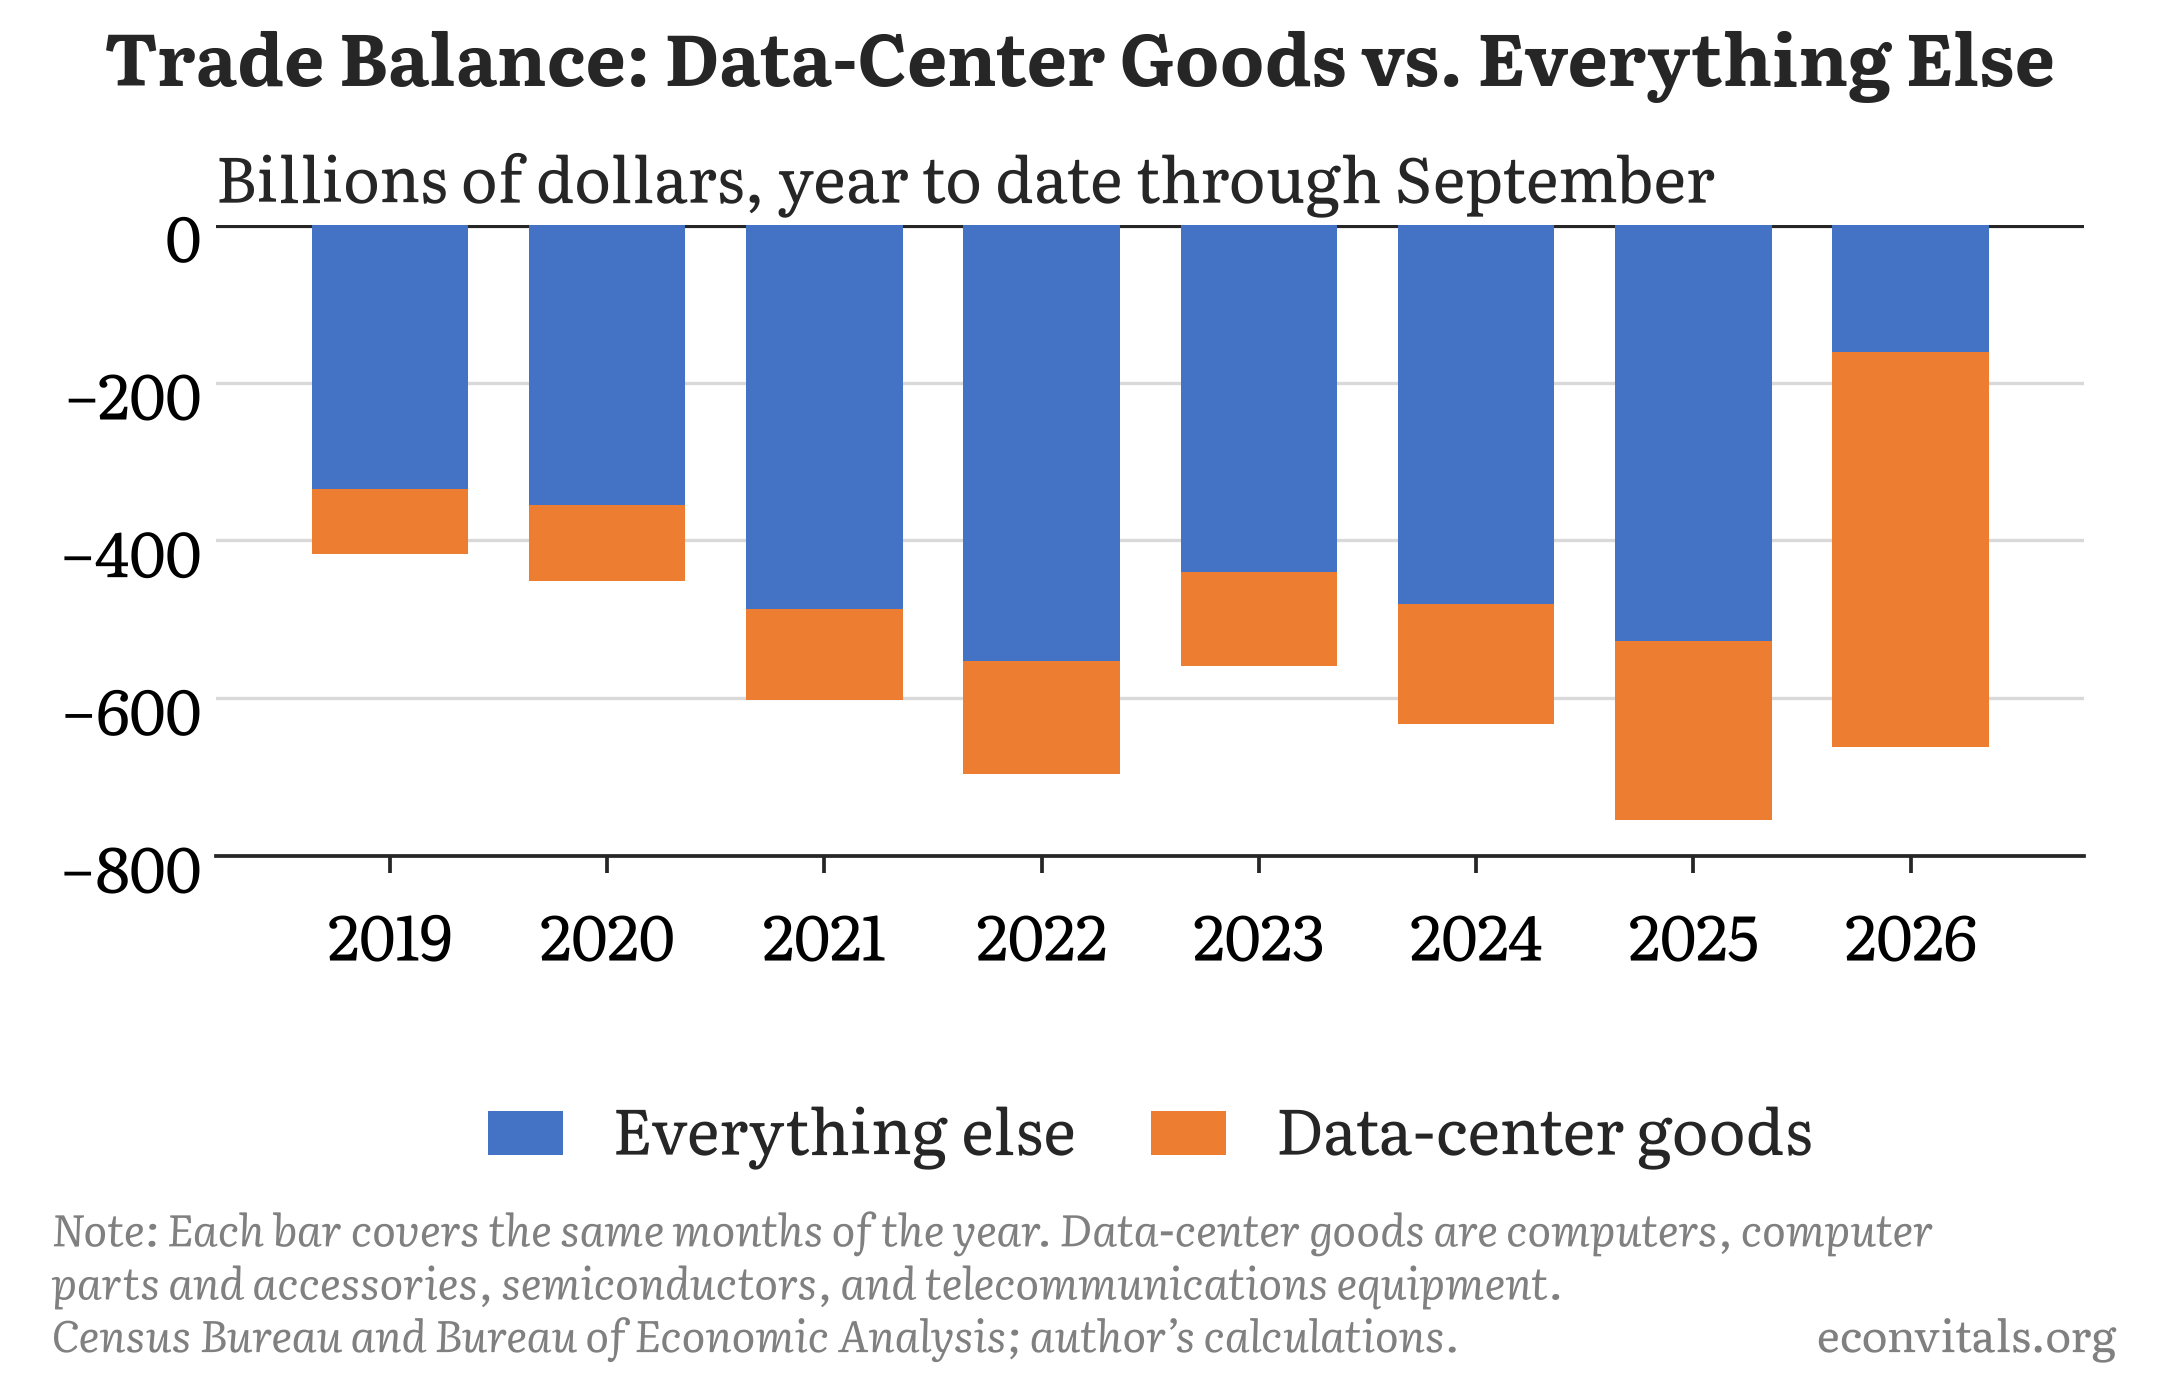 Trade Balance: Data-Center Goods vs. Everything Else
Billions of dollars, year to date through September
0
−200
−400
−600
−800
2019 2020 2021 2022 2023 2024 2025 2026
Everything else Data-center goods
Note: Each bar covers the same months of the year. Data-center goods are computers, computer
parts and accessories, semiconductors, and telecommunications equipment.
Census Bureau and Bureau of Economic Analysis; author’s calculations. econvitals.org